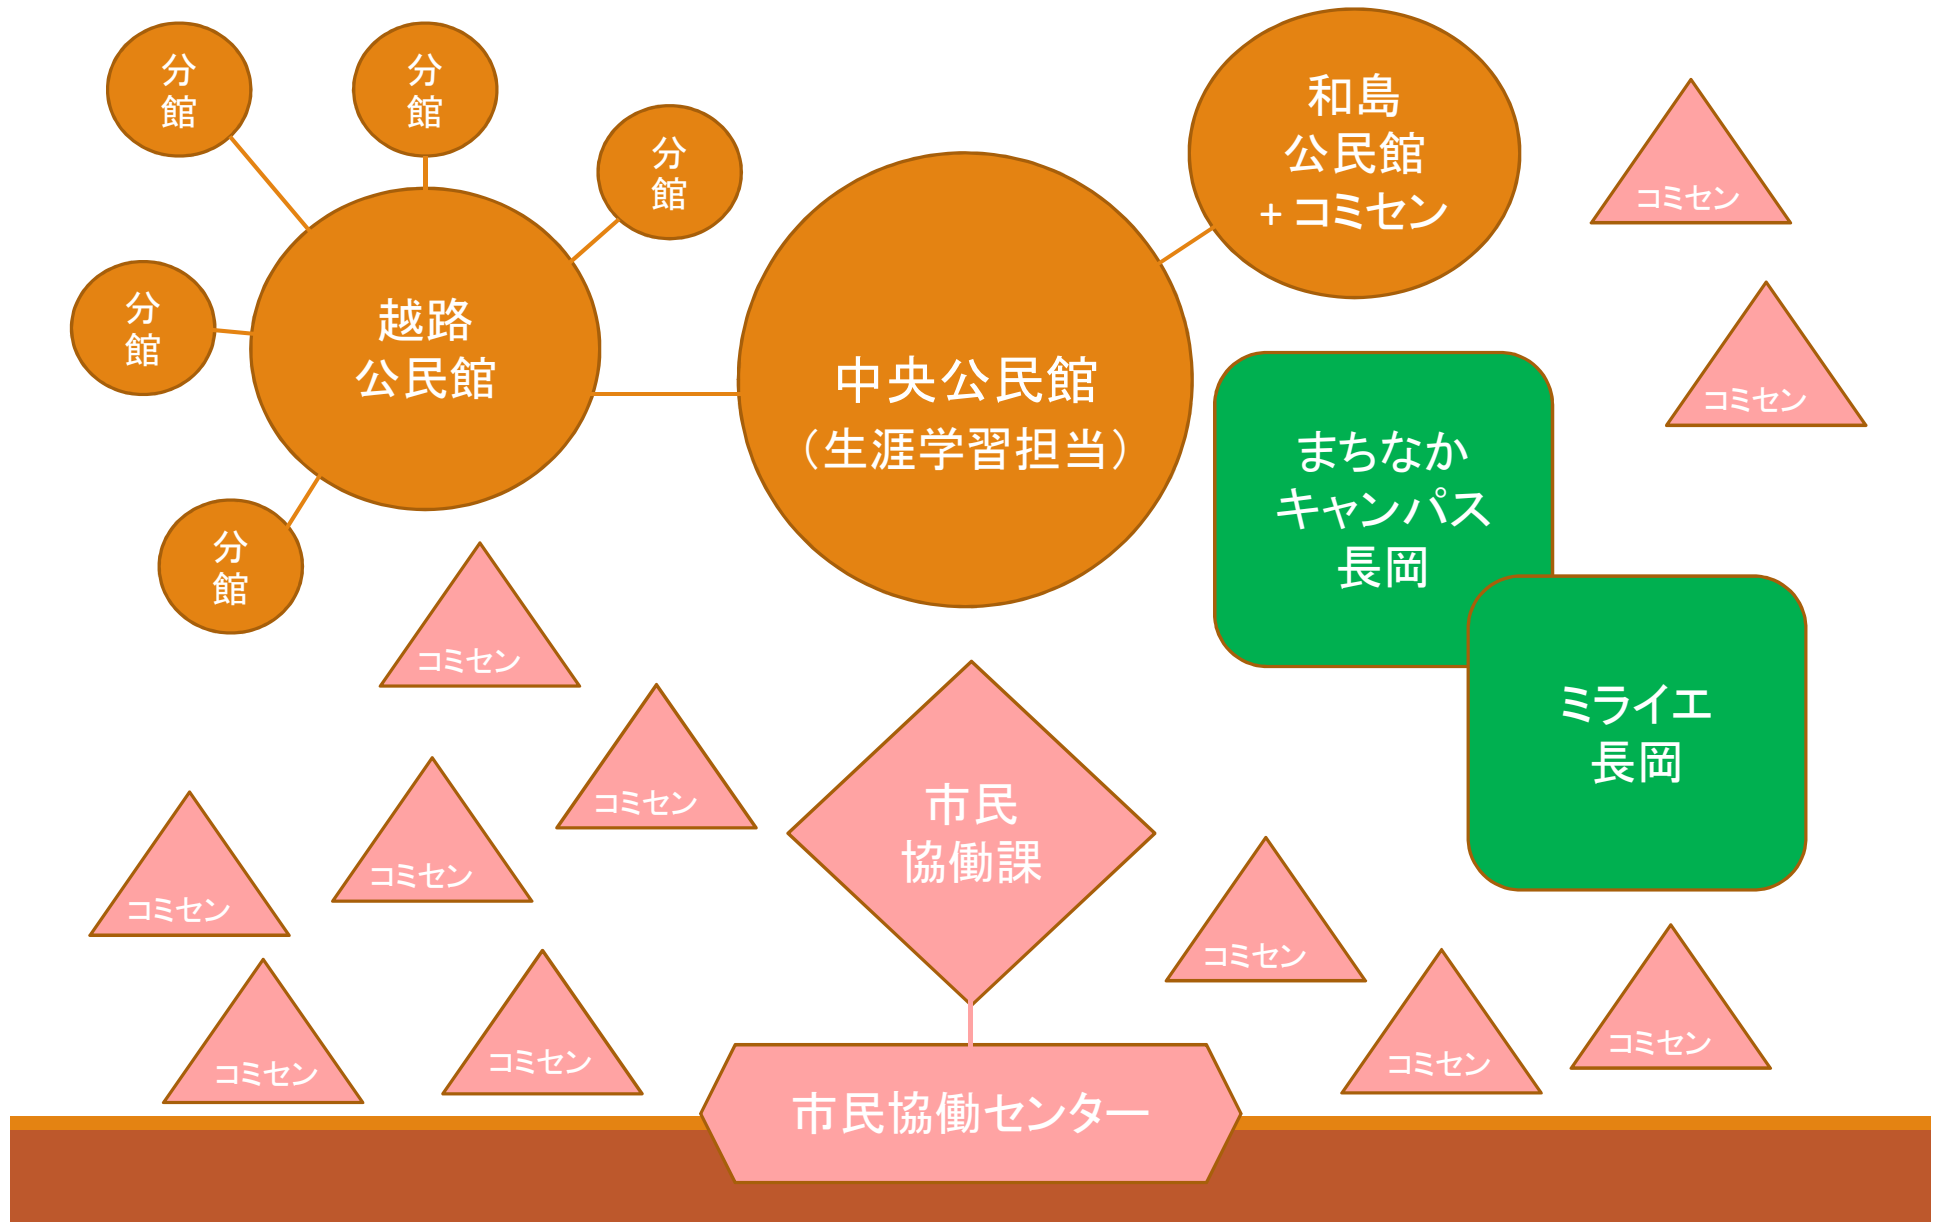 分
館
分
館
分
館
分
館
分
館
越路
公民館
中央公民館
（生涯学習担当）
和島
公民館
+ コミセン
コミセン
コミセン
まちなか
キャンパス
長岡
ミライエ
長岡
コミセン
コミセン
コミセン
コミセン
コミセン
コミセン
市民
協働課
コミセン
コミセン
コミセン
市民協働センター